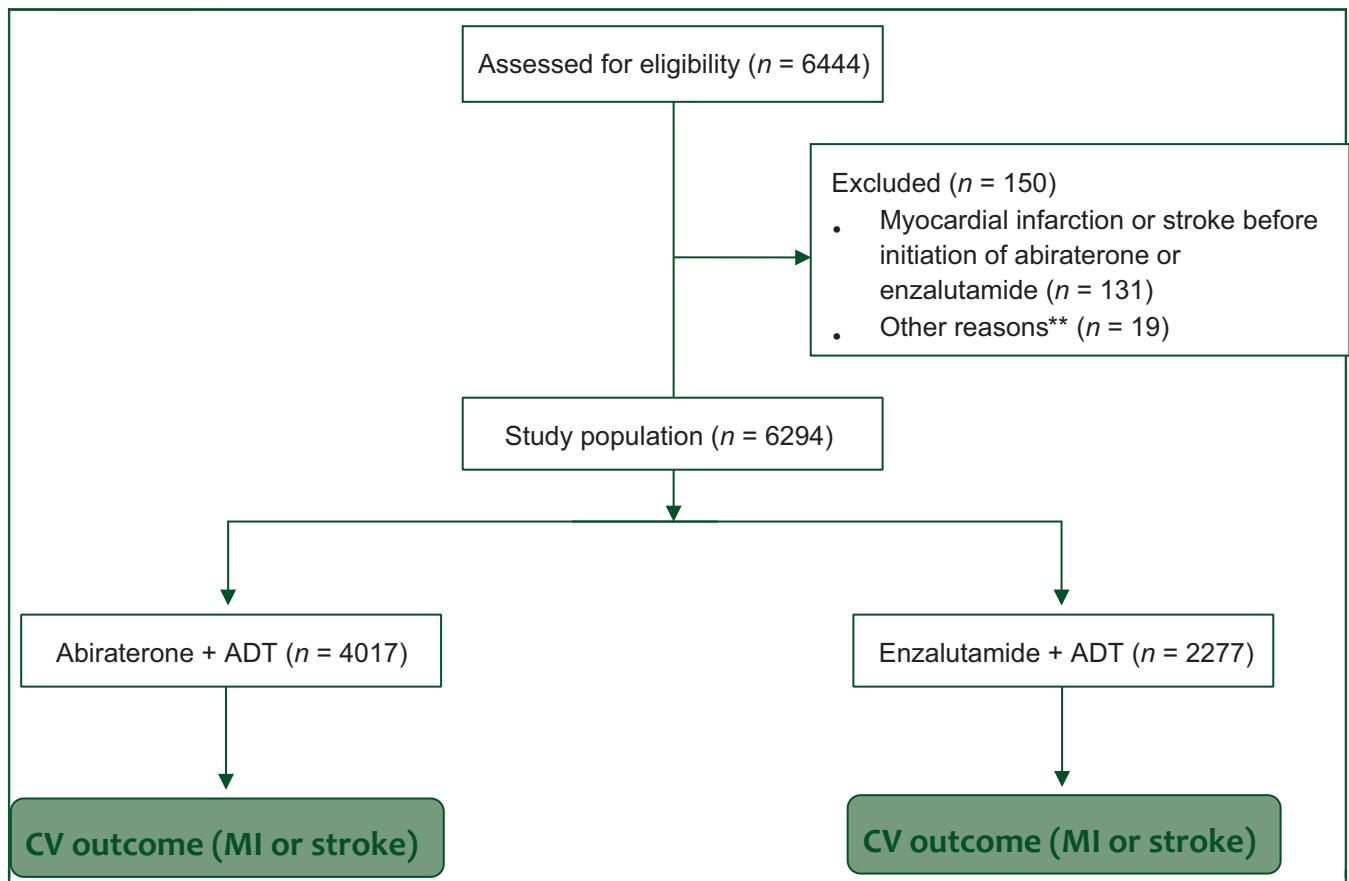 Assessed for eligibility (n = 6444)
Excluded (n = 150)
• Myocardial infarction or stroke before
initiation of abiraterone or
enzalutamide (n = 131)
• Other reasons** (n = 19)
Study population (n = 6294)
Abiraterone + ADT (n = 4017)
Enzalutamide + ADT (n = 2277)
CV outcome (MI or stroke)
CV outcome (MI or stroke)